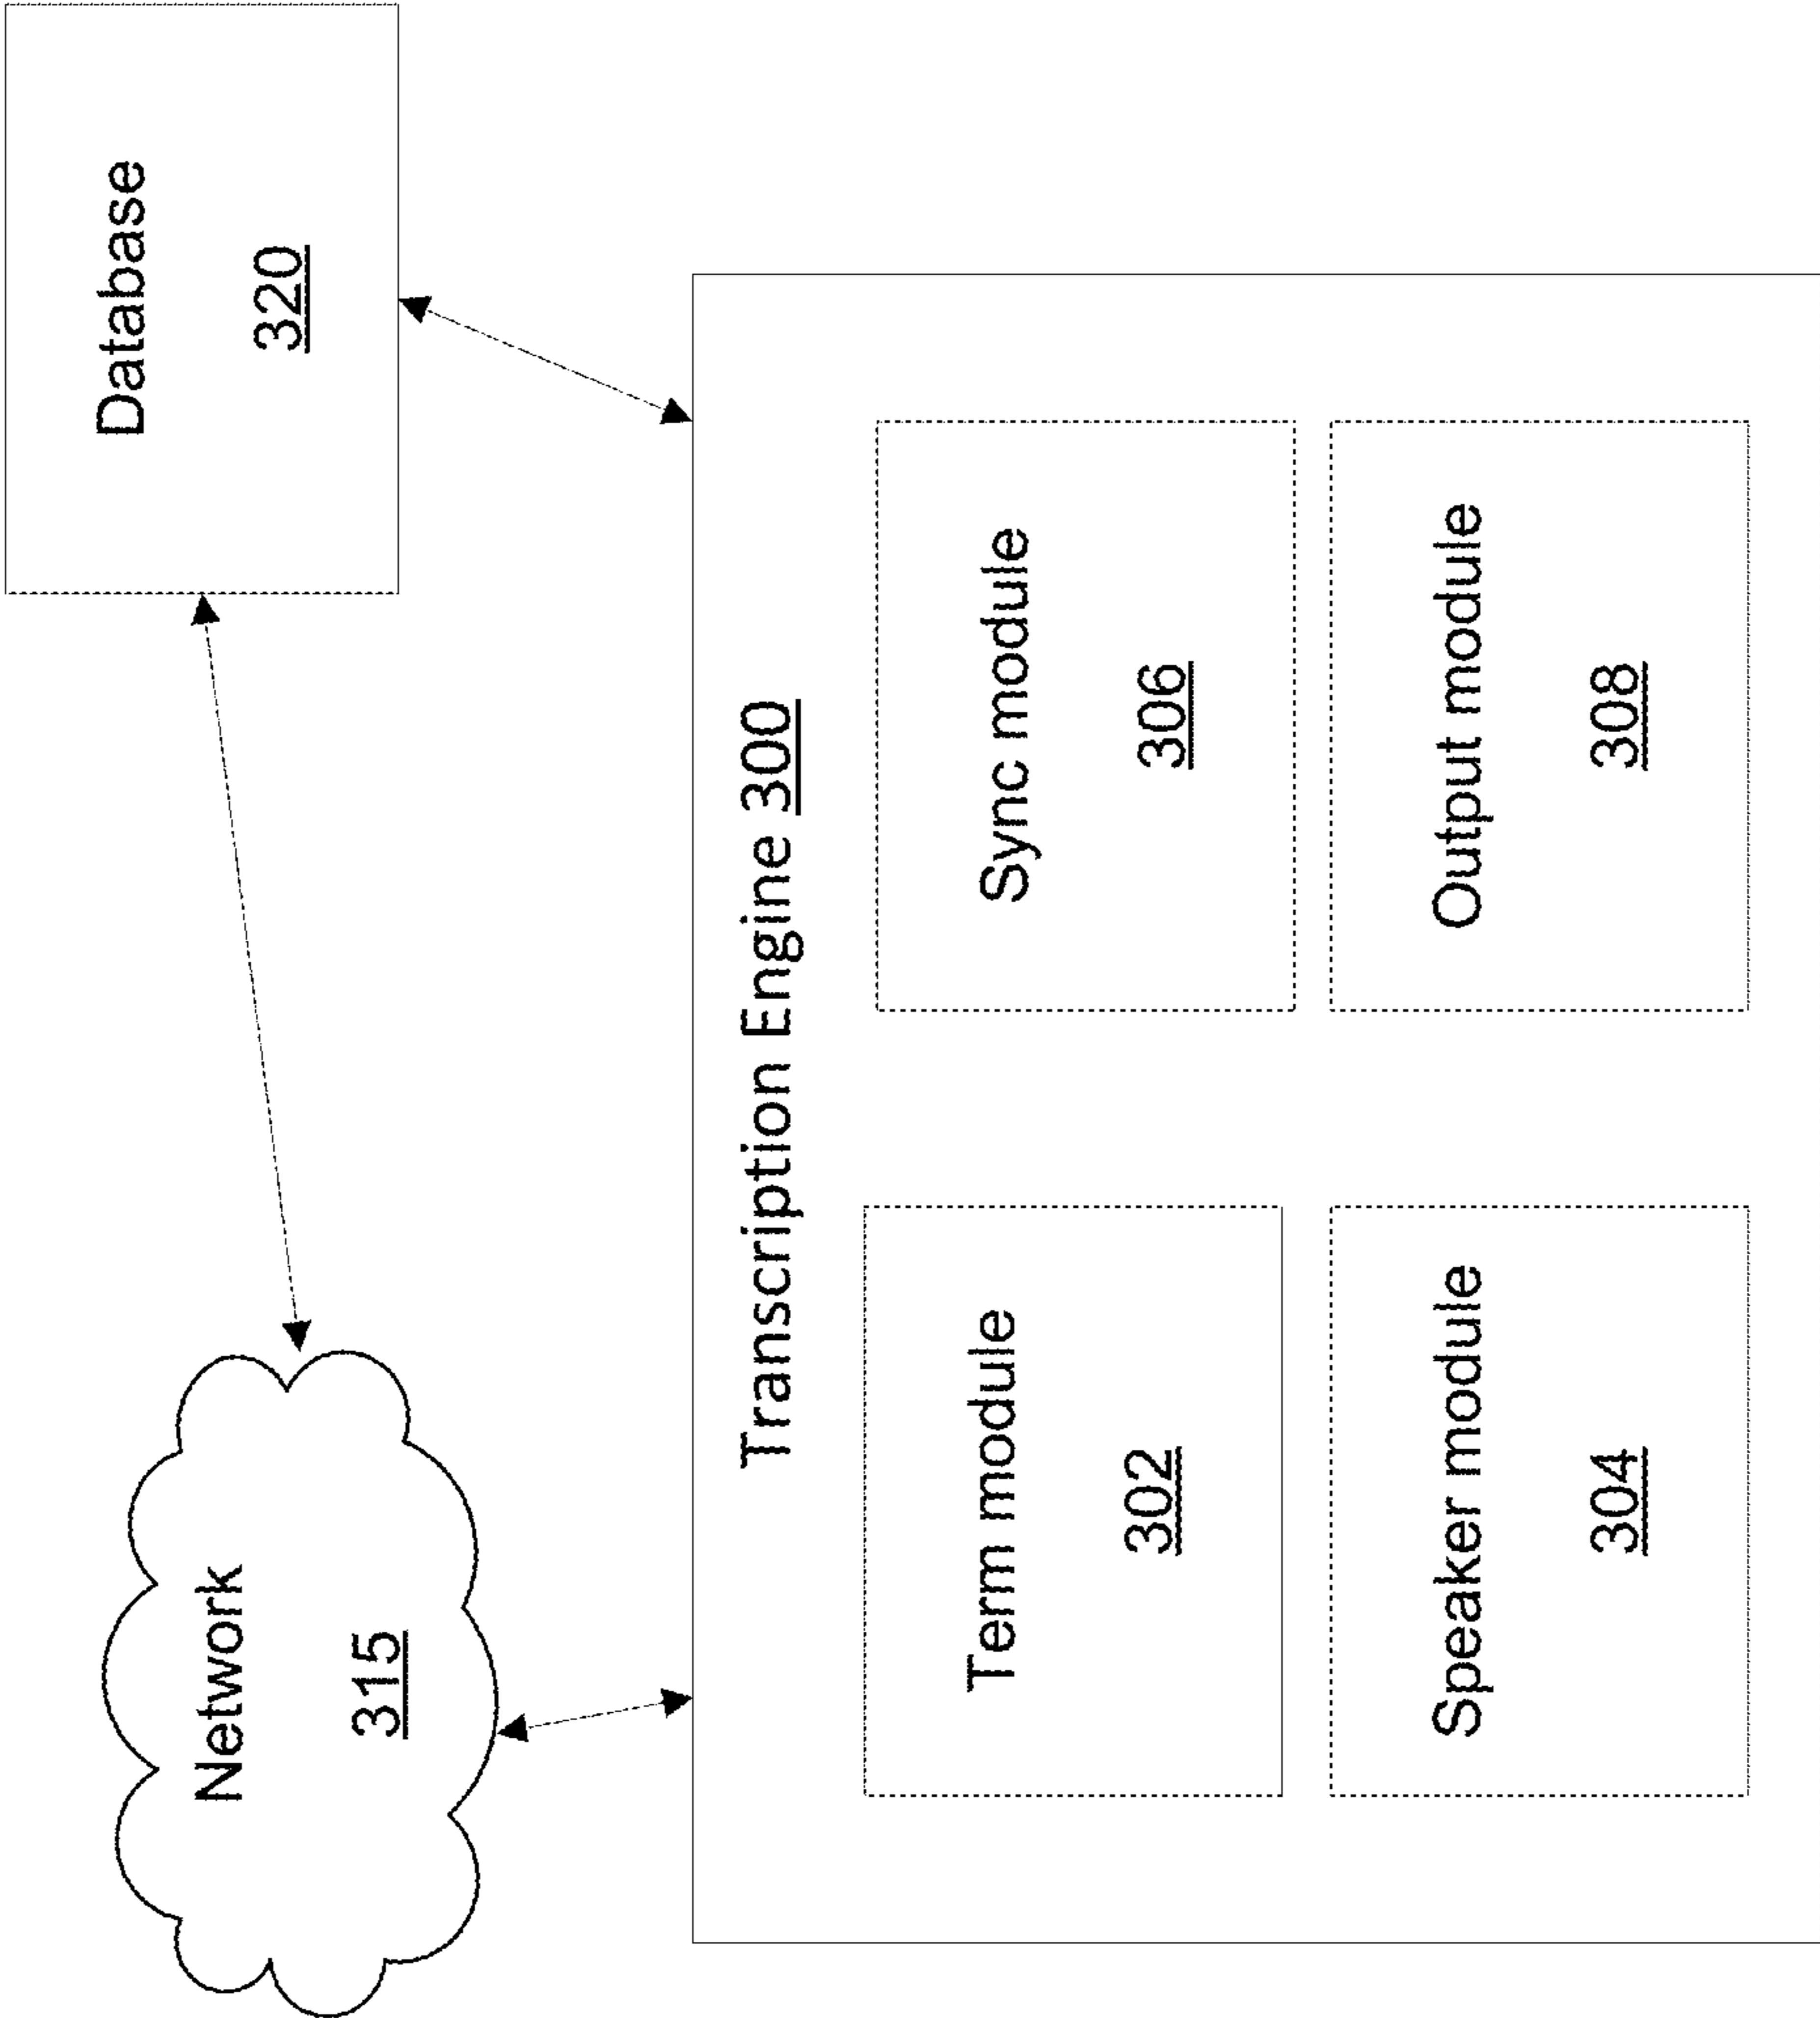 Network
315
Database
320
Transcription Engine 300
Term module
302
Sync module
306
Speaker module
304
Output module
308